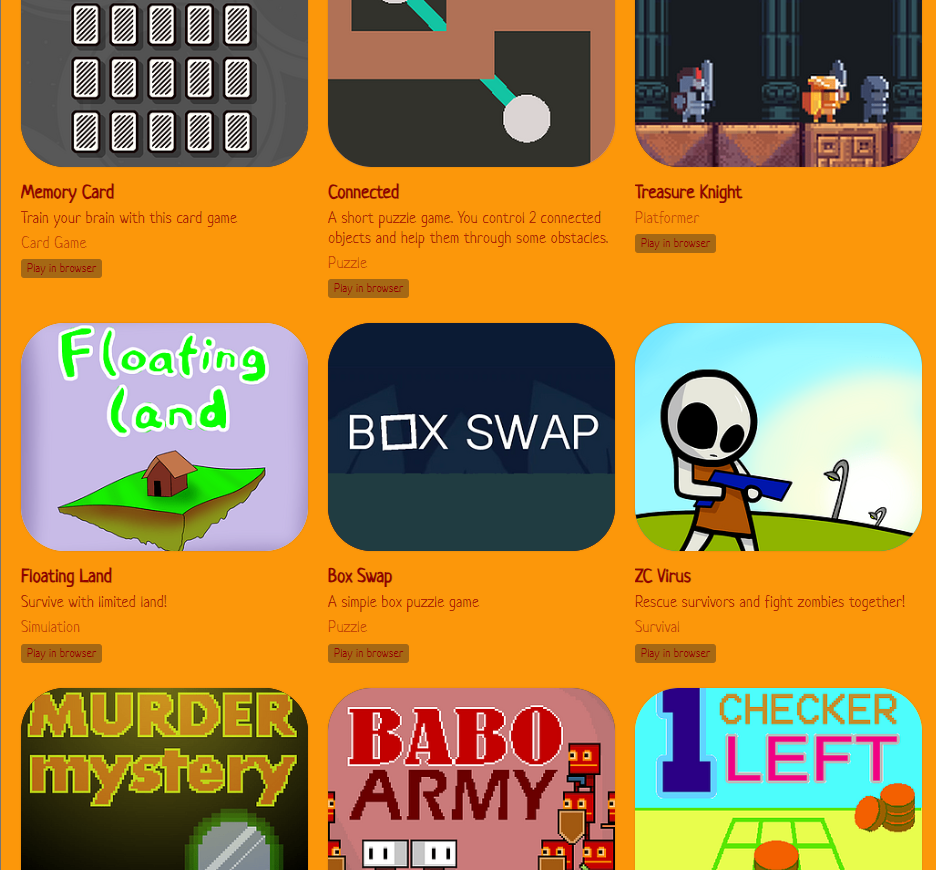 Memory Card
Train your brain with this card game
Card Game
Play in browser
Connected
A short puzzle game. You control 2 connected
objects and help them through some obstacles.
Puzzle
Play in browser
Treasure Knight
Platformer
Play in browser
Floating
land
Floating Land
Survive with limited land!
Simulation
Play in browser
BOX SWAP
Box Swap
A simple box puzzle game
Puzzle
Play in browser
ZC Virus
Rescue survivors and fight zombies together!
Survival
Play in browser
MURDER
mystery
BABO
ARMY
1 CHECKER
LEFT